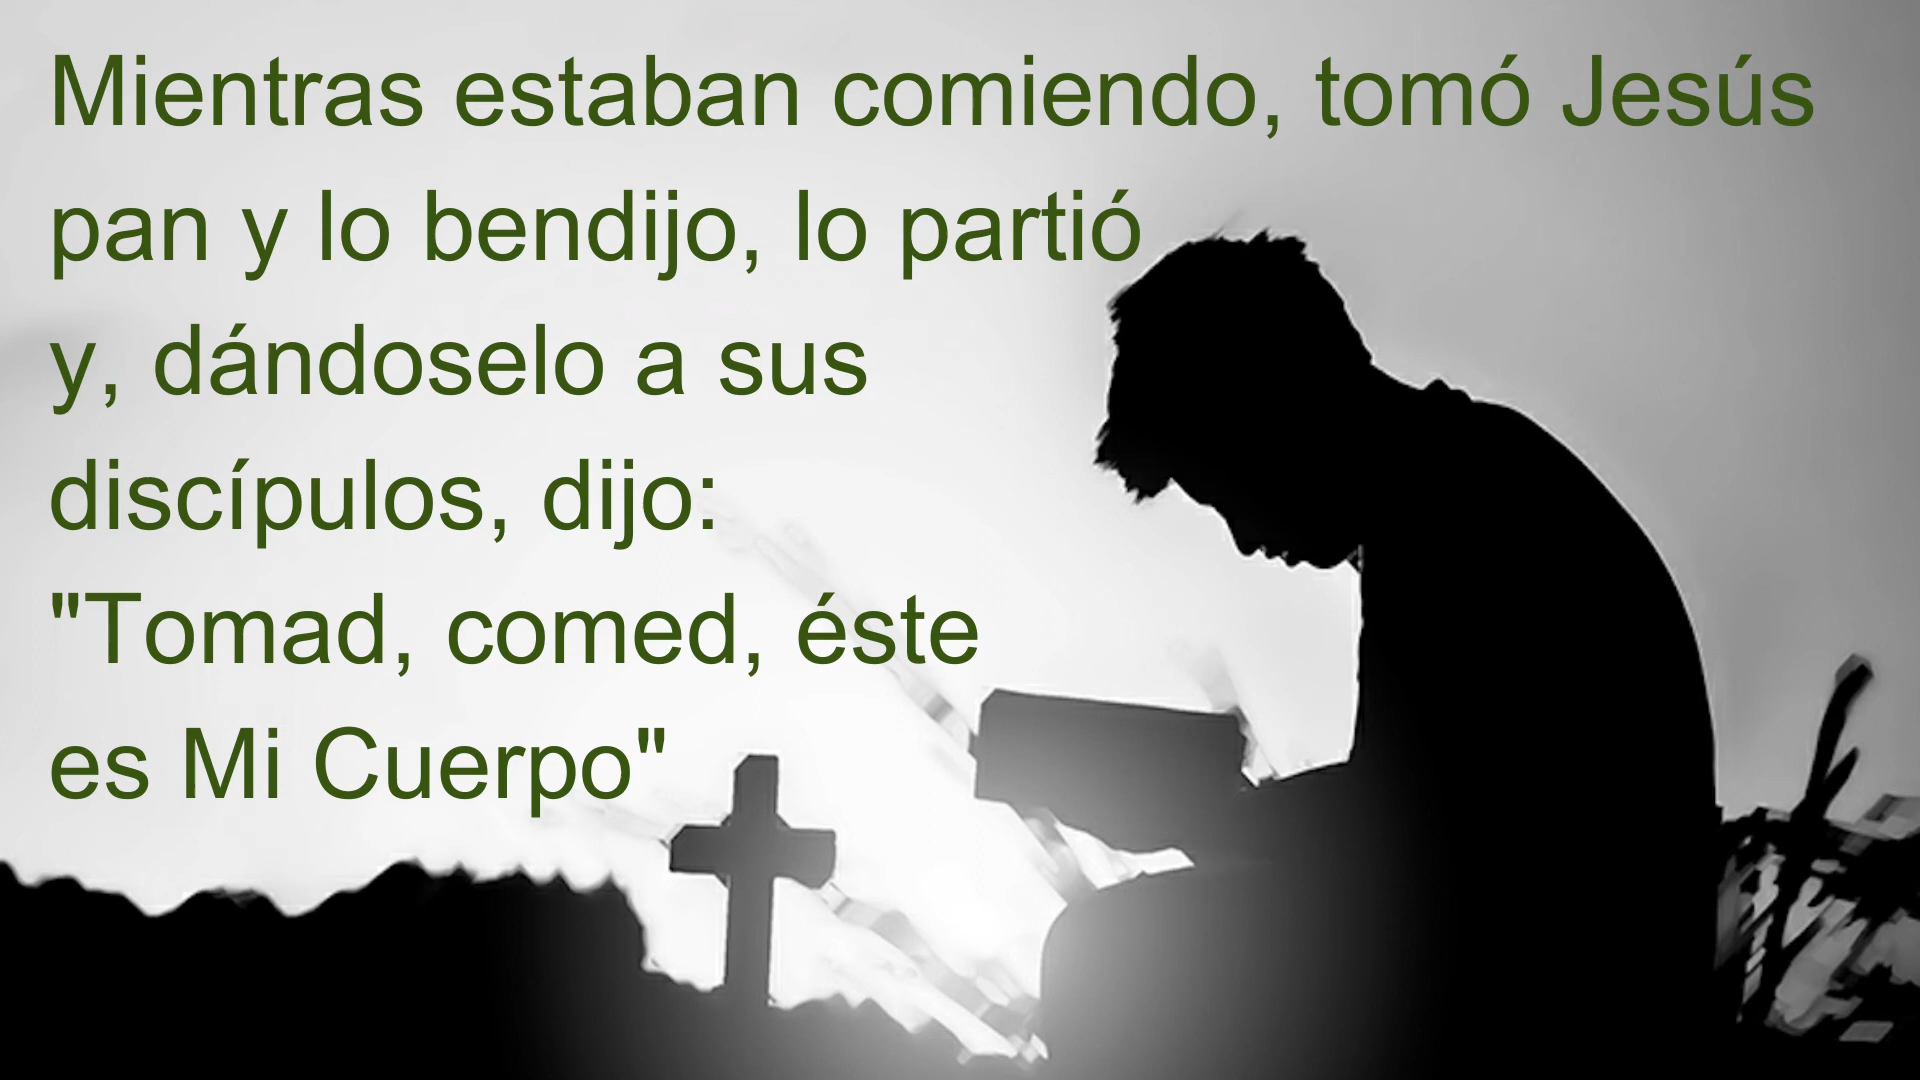 Mientras estaban comiendo, tomó Jesús
pan y lo bendijo, lo partió
y, dándoselo a sus
discípulos, dijo:
"Tomad, comed, éste
es Mi Cuerpo"